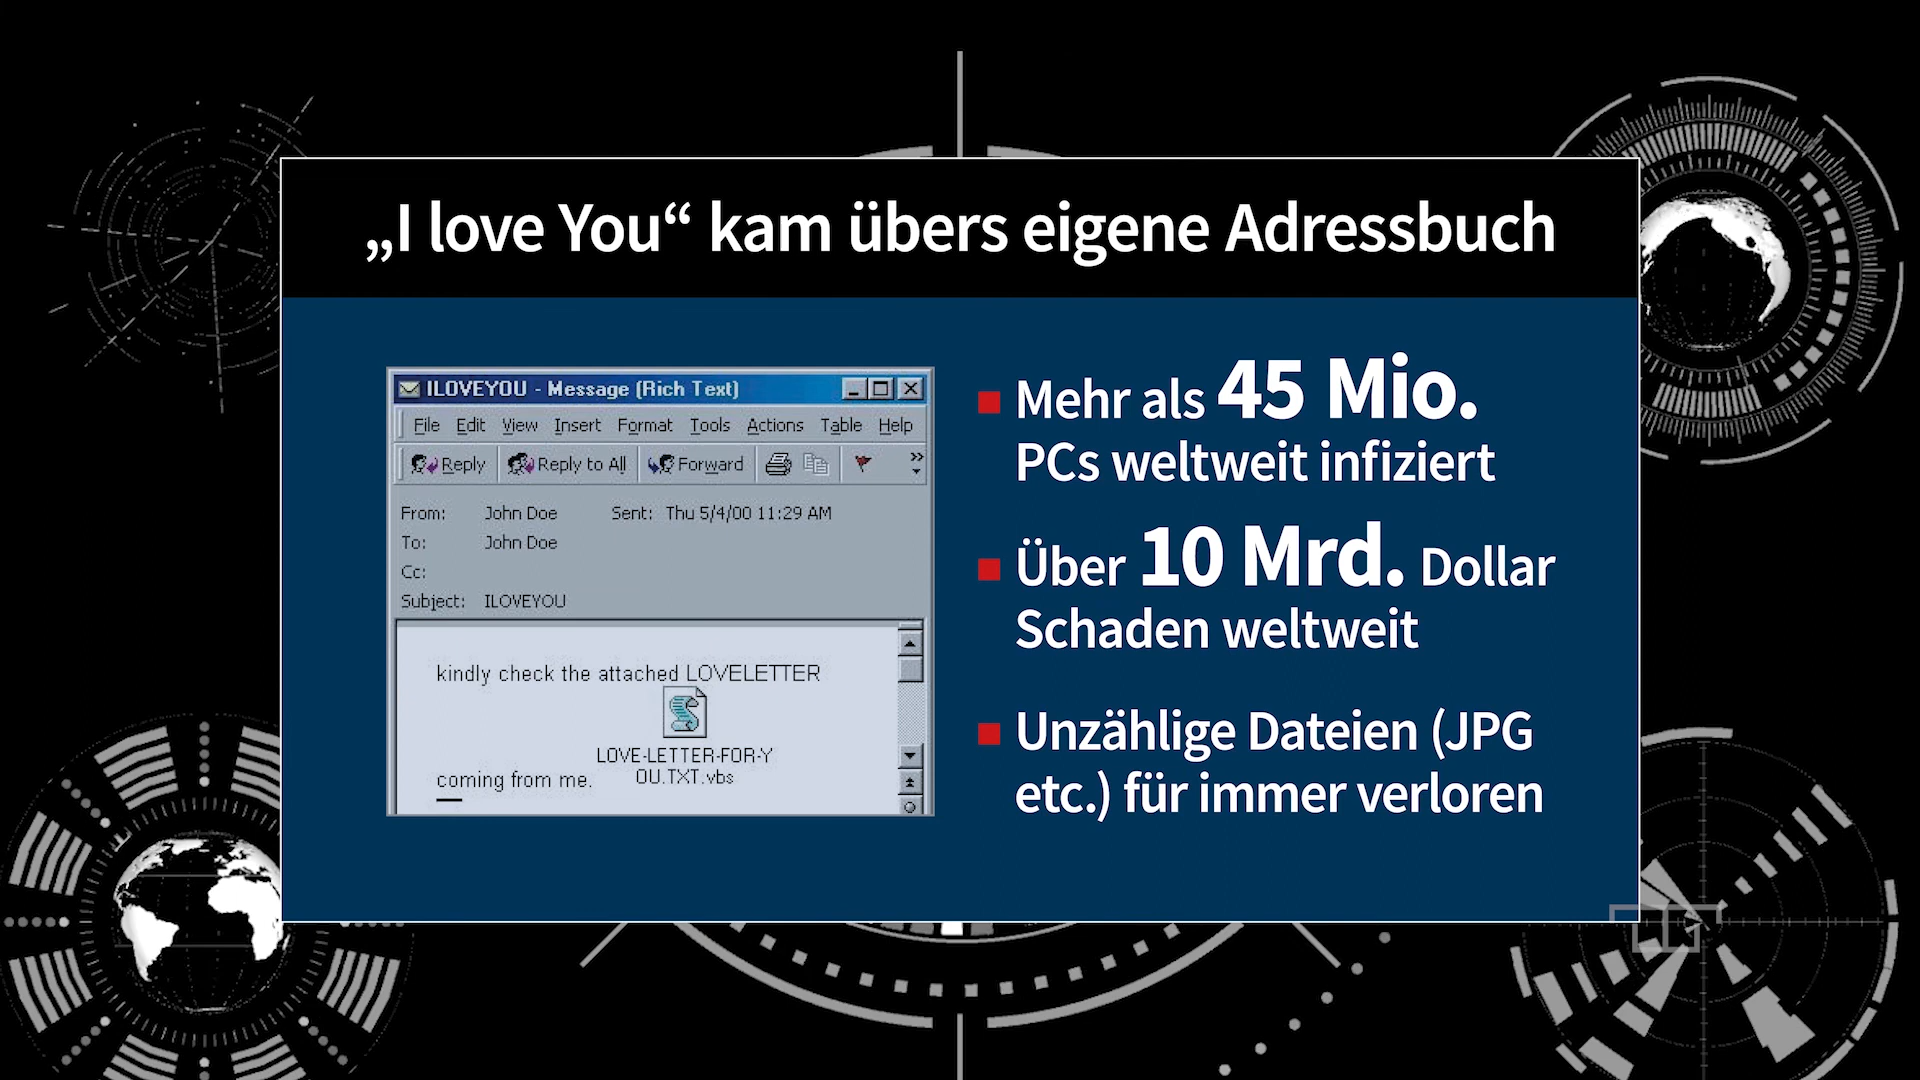 „I love You“ kam übers eigene Adressbuch
ILOVEYOU - Message (Rich Text)
File Edit View Insert Format Tools Actions Table Help
Reply Reply to All Forward
From: John Doe Sent: Thu 5/4/00 11:29 AM
To: John Doe
Cc:
Subject: ILOVEYOU
kindly check the attached LOVELETTER
LOVE-LETTER-FOR-Y
OU.TXT.vbs
coming from me.
Mehr als 45 Mio.
PCs weltweit infiziert
Über 10 Mrd. Dollar
Schaden weltweit
Unzählige Dateien (JPG
etc.) für immer verloren